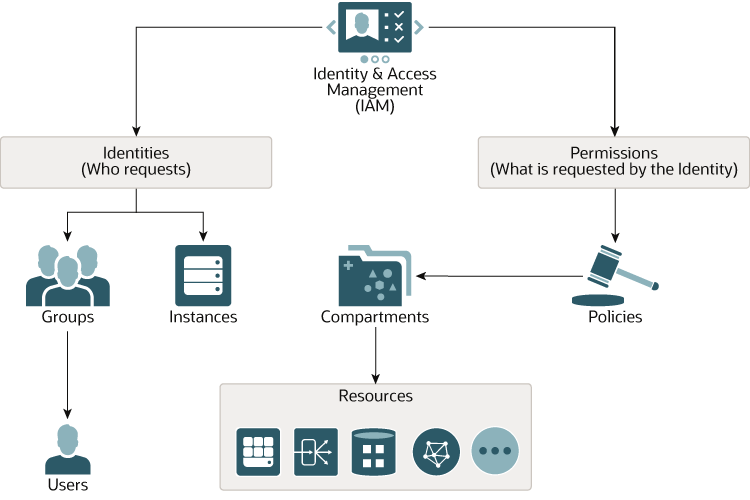 Identity & Access
Management
(IAM)
Identities
(Who requests)
Permissions
(What is requested by the Identity)
Groups
Instances
Compartments
Policies
Resources
Users